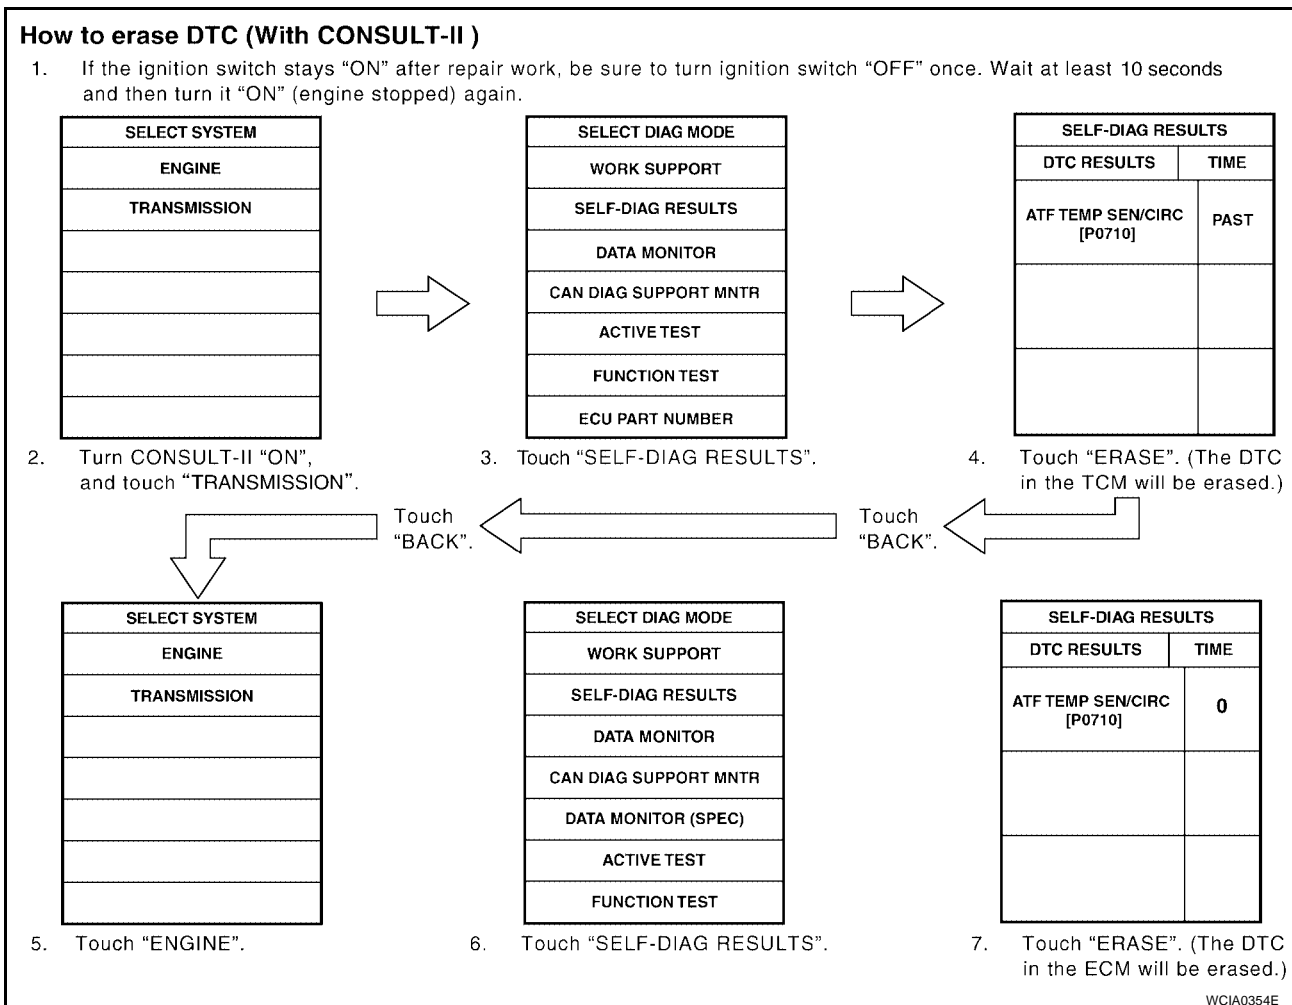 How to erase DTC (With CONSULT-II )
1. If the ignition switch stays “ON” after repair work, be sure to turn ignition switch “OFF” once. Wait at least 10 seconds
and then turn it “ON” (engine stopped) again.
SELECT SYSTEM
ENGINE
TRANSMISSION
SELECT DIAG MODE
WORK SUPPORT
SELF-DIAG RESULTS
DATA MONITOR
CAN DIAG SUPPORT MNTR
ACTIVE TEST
FUNCTION TEST
ECU PART NUMBER
SELF-DIAG RESULTS
DTC RESULTS TIME
ATF TEMP SEN/CIRC
[P0710]
PAST
2. Turn CONSULT-II “ON”,
and touch “TRANSMISSION”.
3. Touch “SELF-DIAG RESULTS”.
4. Touch “ERASE”. (The DTC
in the TCM will be erased.)
Touch
“BACK”.
Touch
“BACK”.
SELECT SYSTEM
ENGINE
TRANSMISSION
SELECT DIAG MODE
WORK SUPPORT
SELF-DIAG RESULTS
DATA MONITOR
CAN DIAG SUPPORT MNTR
DATA MONITOR (SPEC)
ACTIVE TEST
FUNCTION TEST
SELF-DIAG RESULTS
DTC RESULTS TIME
ATF TEMP SEN/CIRC
[P0710]
0
5. Touch “ENGINE”.
6. Touch “SELF-DIAG RESULTS”.
7. Touch “ERASE”. (The DTC
in the ECM will be erased.)
WCIA0354E